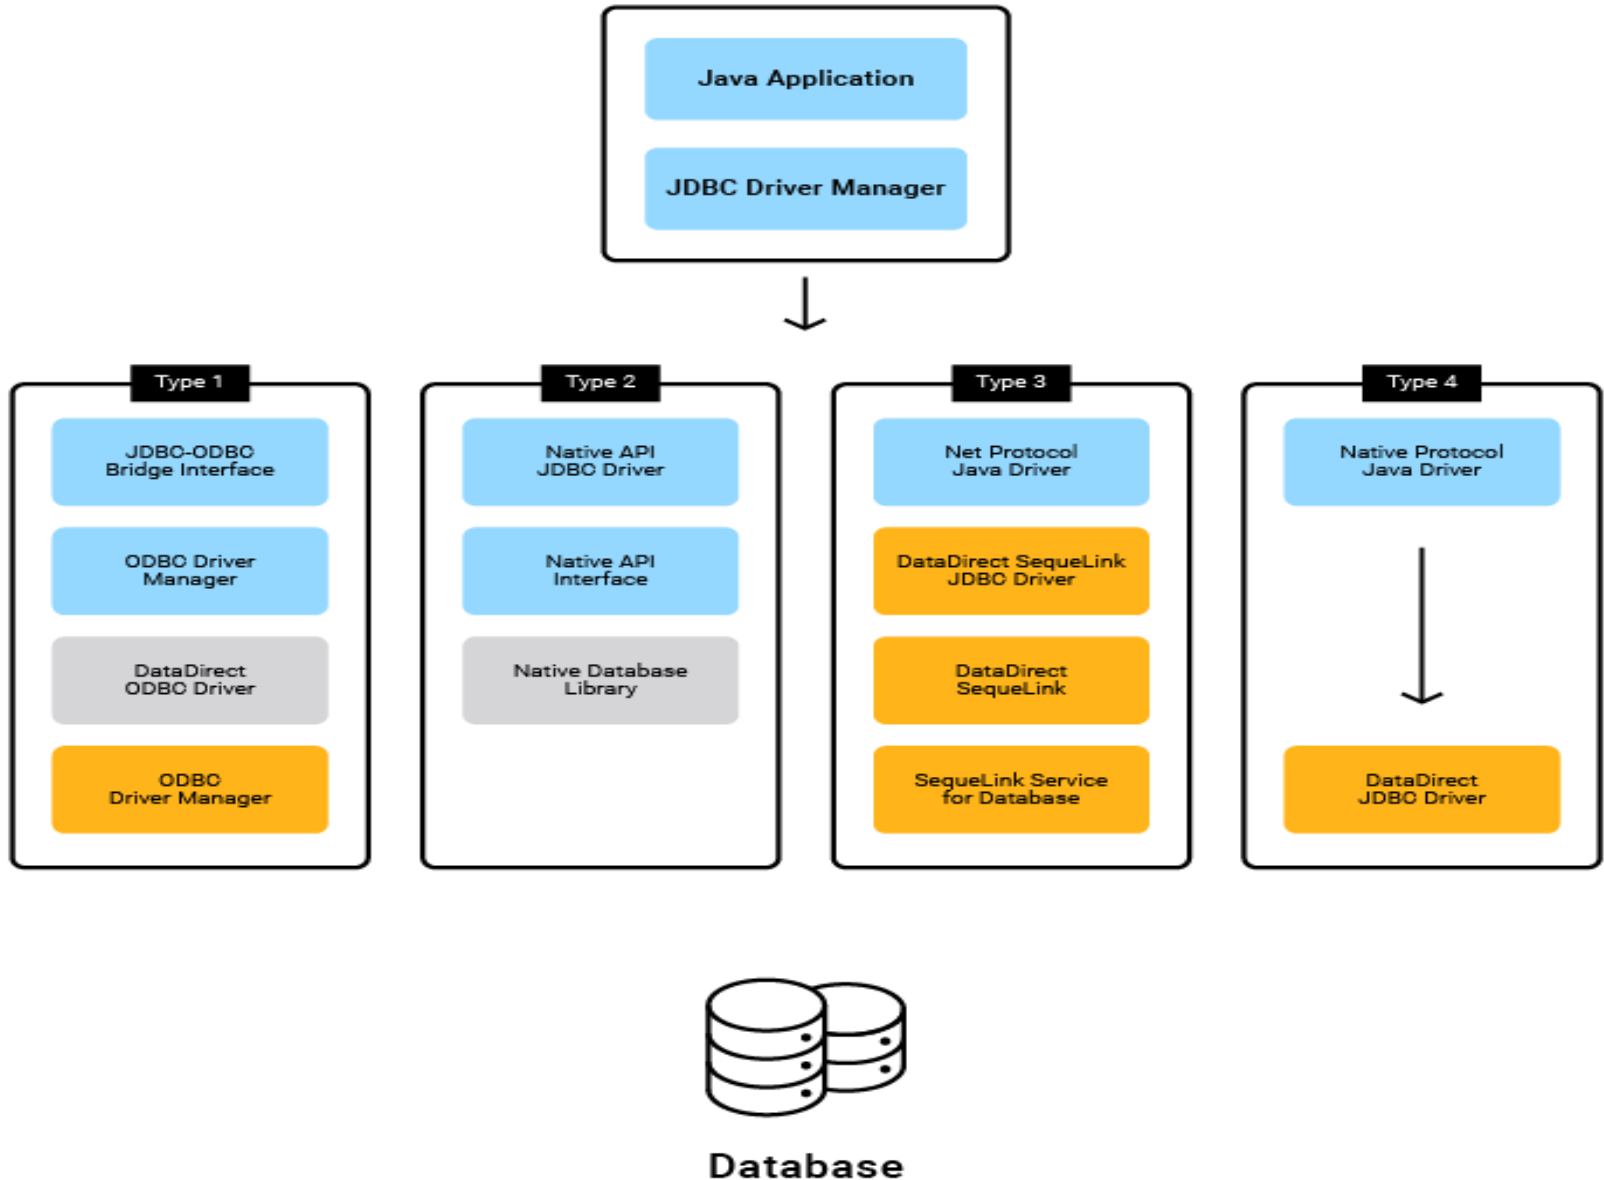 Java Application
JDBC Driver Manager
Type 1
JDBC-ODBC
Bridge Interface
ODBC Driver
Manager
DataDirect
ODBC Driver
ODBC
Driver Manager
Type 2
Native API
JDBC Driver
Native API
Interface
Native Database
Library
Type 3
Net Protocol
Java Driver
DataDirect SequeLink
JDBC Driver
DataDirect
SequeLink
SequeLink Service
for Database
Type 4
Native Protocol
Java Driver
DataDirect
JDBC Driver
Database